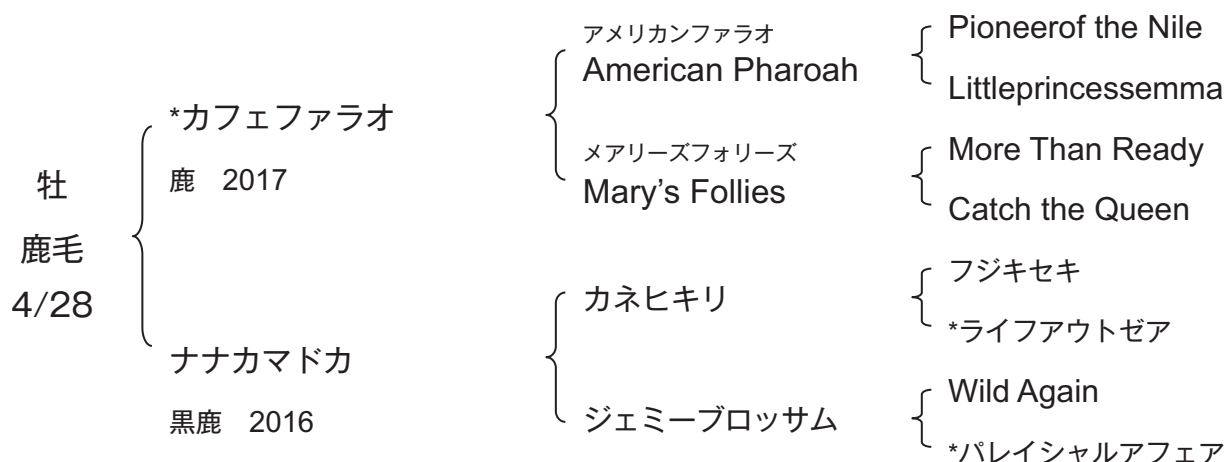 牡
鹿毛
4/28
*カフェファラオ
鹿　2017
ナナカマドカ
黒鹿　2016
アメリカンファラオ
American Pharoah
メアリーズフォリーズ
Mary’s Follies
カネヒキリ
ジェミーブロッサム
Pioneerof the Nile
Littleprincessemma
More Than Ready
Catch the Queen
フジキセキ
*ライフアウトゼア
Wild Again
*パレイシャルアフェア